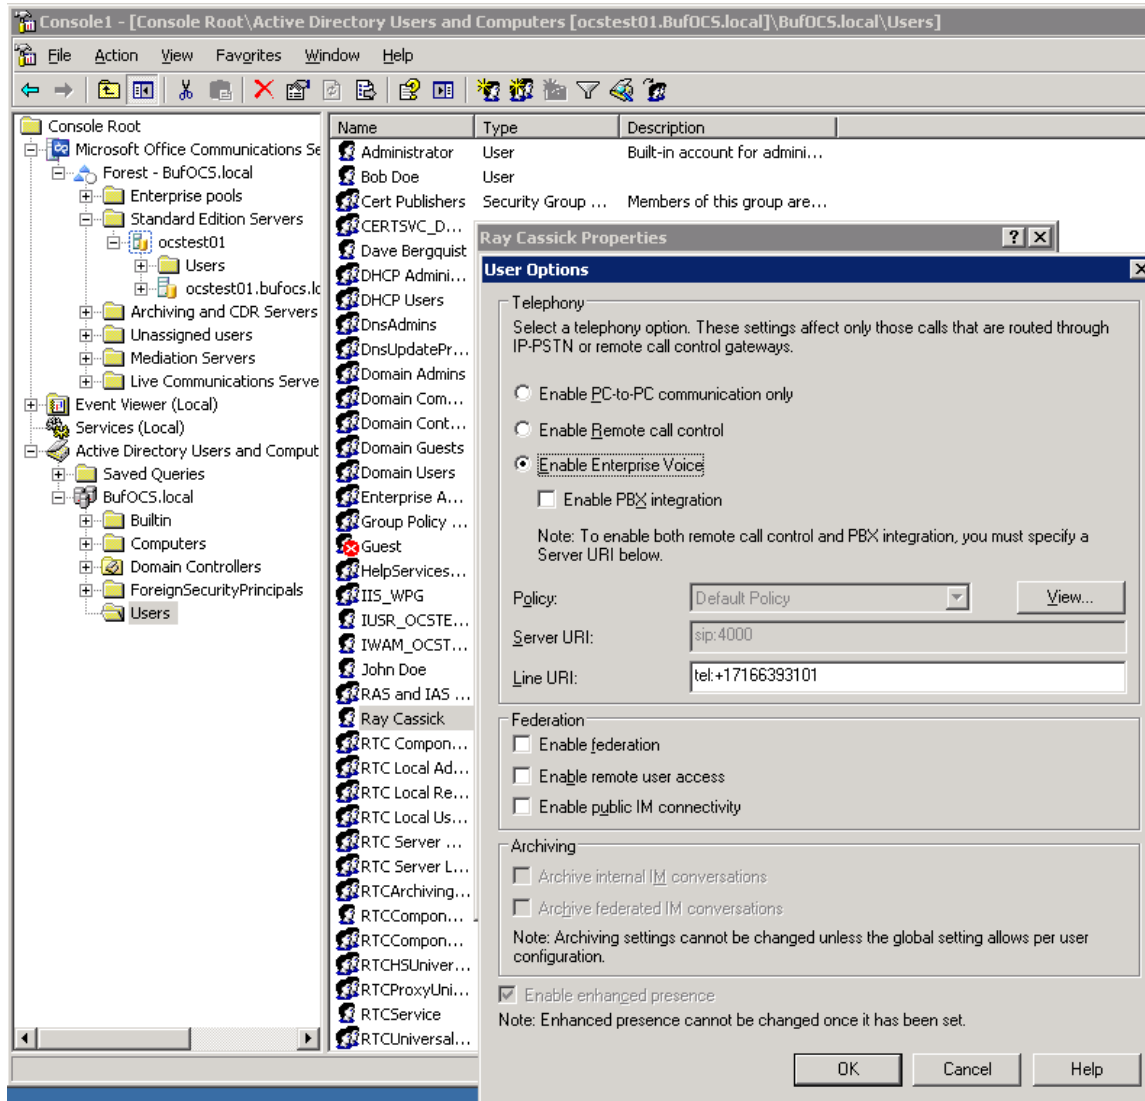 Console1 - [Console Root\Active Directory Users and Computers [ocstest01.BufOCS.local]\BufOCS.local\Users]
File Action View Favorites Window Help
Console Root
Microsoft Office Communications Se
Forest - BufOCS.local
Enterprise pools
Standard Edition Servers
ocstest01
Users
ocstest01.bufocs.lo
Archiving and CDR Servers
Unassigned users
Mediation Servers
Live Communications Serve
Event Viewer (Local)
Services (Local)
Active Directory Users and Comput
Saved Queries
BufOCS.local
Builtin
Computers
Domain Controllers
ForeignSecurityPrincipals
Users
Name Type Description
Administrator User Built-in account for admini...
Bob Doe User
Cert Publishers Security Group ... Members of this group are...
CERTSVC_D...
Dave Bergquist
DHCP Admini...
DHCP Users
DnsAdmins
DnsUpdatePr...
Domain Admins
Domain Com...
Domain Cont...
Domain Guests
Domain Users
Enterprise A...
Group Policy ...
Guest
HelpServices...
IIS_WPG
IUSR_OCSTE...
IWAM_OCST...
John Doe
RAS and IAS ...
Ray Cassick
RTC Compon...
RTC Local Ad...
RTC Local Re...
RTC Local Us...
RTC Server ...
RTC Server L...
RTCArchiving...
RTCCompon...
RTCCompon...
RTCHSUniver...
RTCProxyUni...
RTCService
RTCUniversal...
Ray Cassick Properties
User Options
Telephony
Select a telephony option. These settings affect only those calls that are routed through
IP-PSTN or remote call control gateways.
Enable PC-to-PC communication only
Enable Remote call control
Enable Enterprise Voice
Enable PBX integration
Note: To enable both remote call control and PBX integration, you must specify a
Server URI below.
Policy: Default Policy View...
Server URI: sip:4000
Line URI: tel:+17166393101
Federation
Enable federation
Enable remote user access
Enable public IM connectivity
Archiving
Archive internal IM conversations
Archive federated IM conversations
Note: Archiving settings cannot be changed unless the global setting allows per user
configuration.
Enable enhanced presence
Note: Enhanced presence cannot be changed once it has been set.
OK Cancel Help